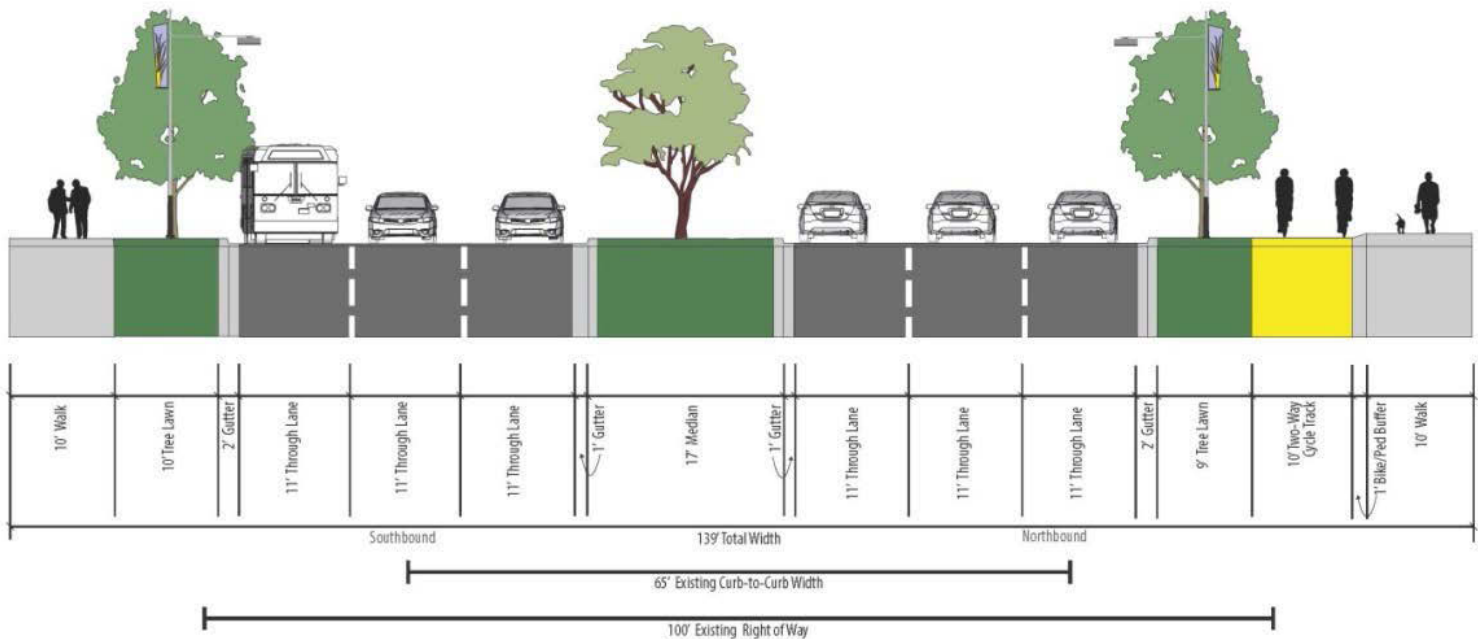 10' Walk
10' Tree Lawn
2' Gutter
11' Through Lane
11' Through Lane
11' Through Lane
1' Gutter
17' Median
1' Gutter
11' Through Lane
11' Through Lane
11' Through Lane
2' Gutter
9' Tree Lawn
10' Two-Way
Cycle Track
1' Bike/Ped Buffer
10' Walk
Southbound
139' Total Width
Northbound
65' Existing Curb-to-Curb Width
100' Existing Right of Way